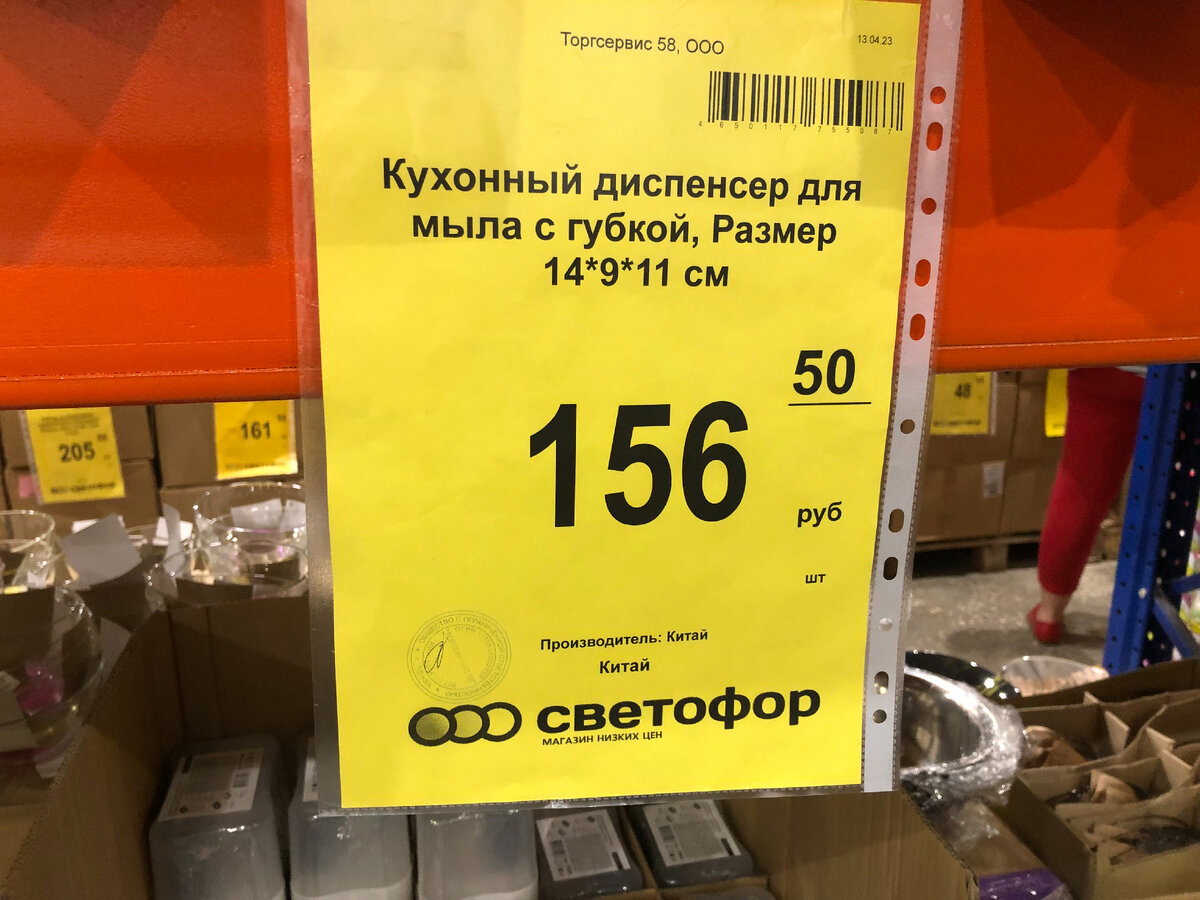 Торгсервис 58, ООО
13.04.23
4650117755087
Кухонный диспенсер для
мыла с губкой, Размер
14*9*11 см
156
50
руб
шт
Производитель: Китай
Китай
светофор
МАГАЗИН НИЗКИХ ЦЕН
205
161
48